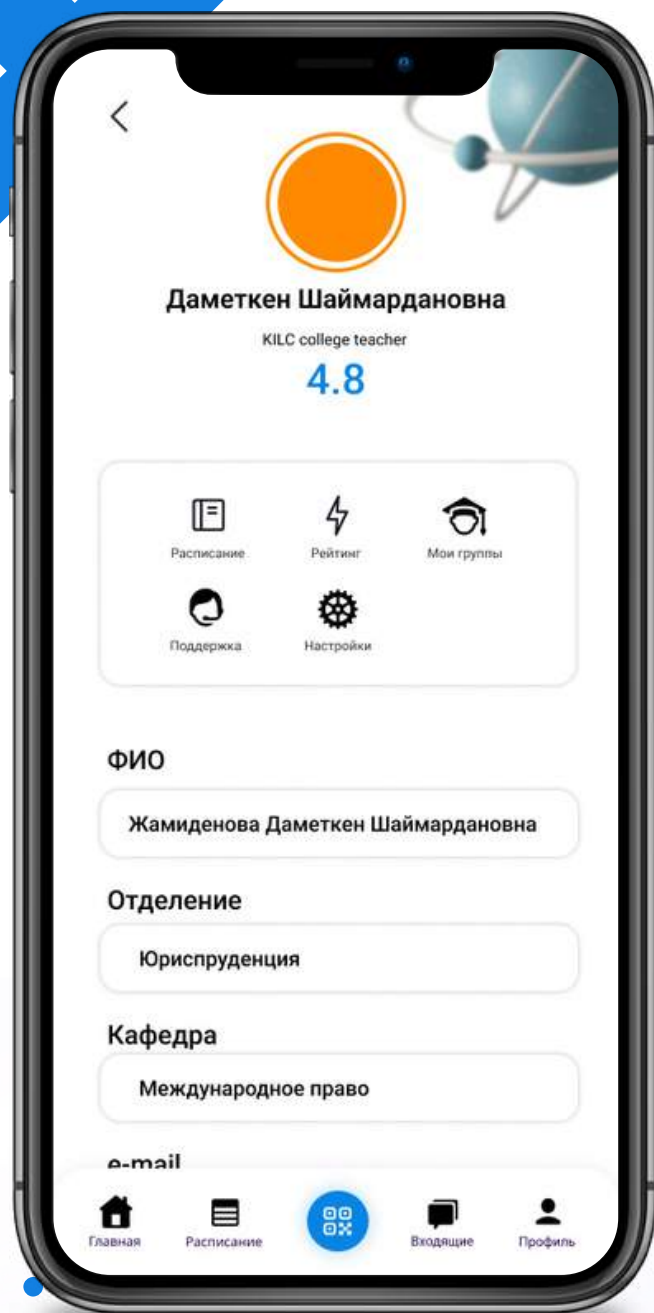 Даметкен Шаймардановна
KILC college teacher
4.8
Расписание
Рейтинг
Мои группы
Поддержка
Настройки
ФИО
Жамиденова Даметкен Шаймардановна
Отделение
Юриспруденция
Кафедра
Международное право
e-mail
Главная
Расписание
Входящие
Профиль